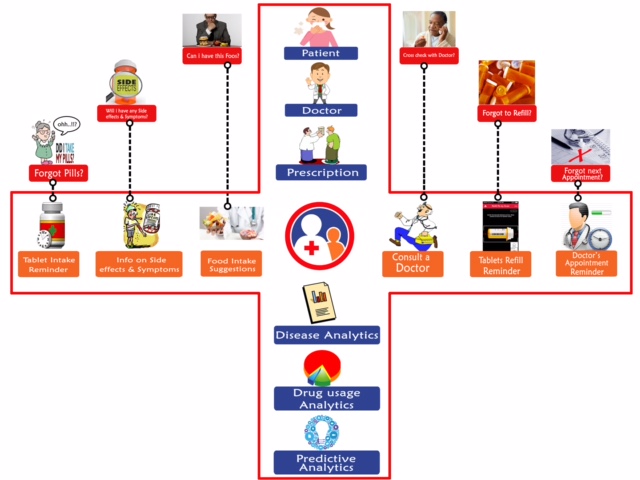 Patient
Can I have this Food?
Cross check with Doctor?
SIDE
EFFECTS
Doctor
Will I have any Side
effects & Symptoms?
Forgot to Refill?
ohh..!!?
DID I TAKE
MY PILLS?
Forgot Pills?
Prescription
Forgot next
Appointment?
Tablet Intake
Reminder
Info on Side
effects & Symptoms
Food Intake
Suggestions
Consult a
Doctor
Tablets Refill
Reminder
Doctor's
Appointment
Reminder
Disease Analytics
Drug usage
Analytics
Predictive
Analytics